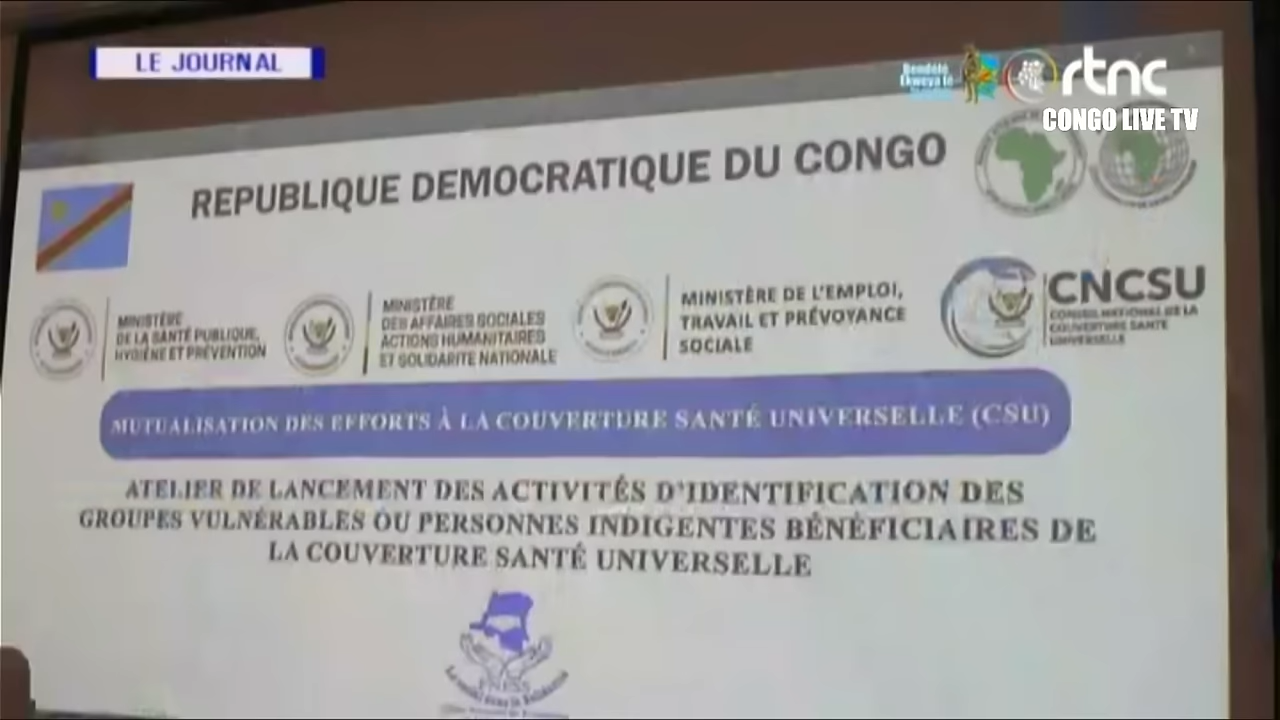 LE JOURNAL
rtnc
CONGO LIVE TV
REPUBLIQUE DEMOCRATIQUE DU CONGO
MINISTÈRE
DE LA SANTÉ PUBLIQUE,
HYGIÈNE ET PRÉVENTION
MINISTÈRE
DES AFFAIRES SOCIALES
ACTIONS HUMANITAIRES
ET SOLIDARITE NATIONALE
MINISTÈRE DE L'EMPLOI,
TRAVAIL ET PRÉVOYANCE
SOCIALE
CNCSU
CONSEIL NATIONAL DE LA
COUVERTURE SANTE
UNIVERSELLE
MUTUALISATION DES EFFORTS À LA COUVERTURE SANTÉ UNIVERSELLE (CSU)
ATELIER DE LANCEMENT DES ACTIVITÉS D'IDENTIFICATION DES
GROUPES VULNÉRABLES OU PERSONNES INDIGENTES BÉNÉFICIAIRES DE
LA COUVERTURE SANTÉ UNIVERSELLE